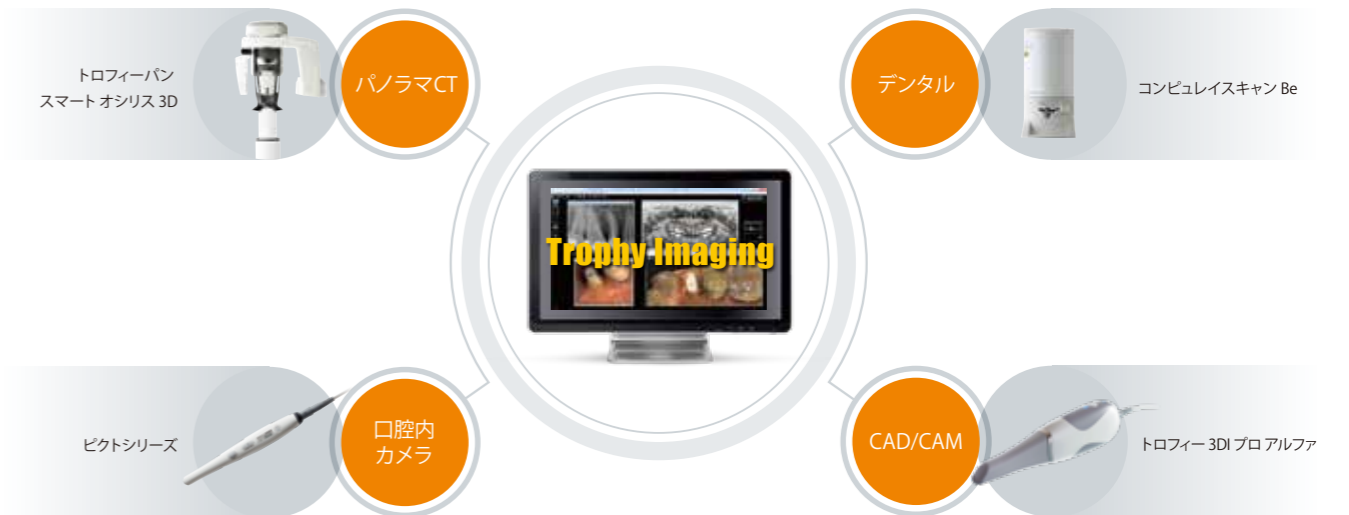 トロフィーパン
スマート オシリス 3D
パノラマCT
デンタル
コンピュレイスキャン Be
Trophy Imaging
ピクトシリーズ
口腔内
カメラ
CAD/CAM
トロフィー 3DI プロ アルファ